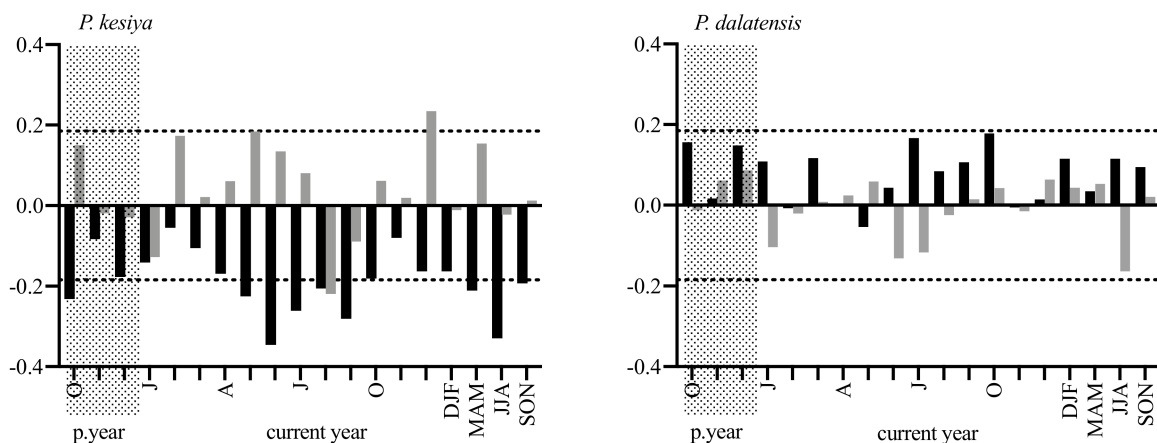 P. kesiya
0.4
0.2
0.0
-0.2
-0.4
O
J
A
J
O
DJF
MAM
JJA
SON
p.year
current year
P. dalatensis
0.4
0.2
0.0
-0.2
-0.4
O
J
A
J
O
DJF
MAM
JJA
SON
p.year
current year